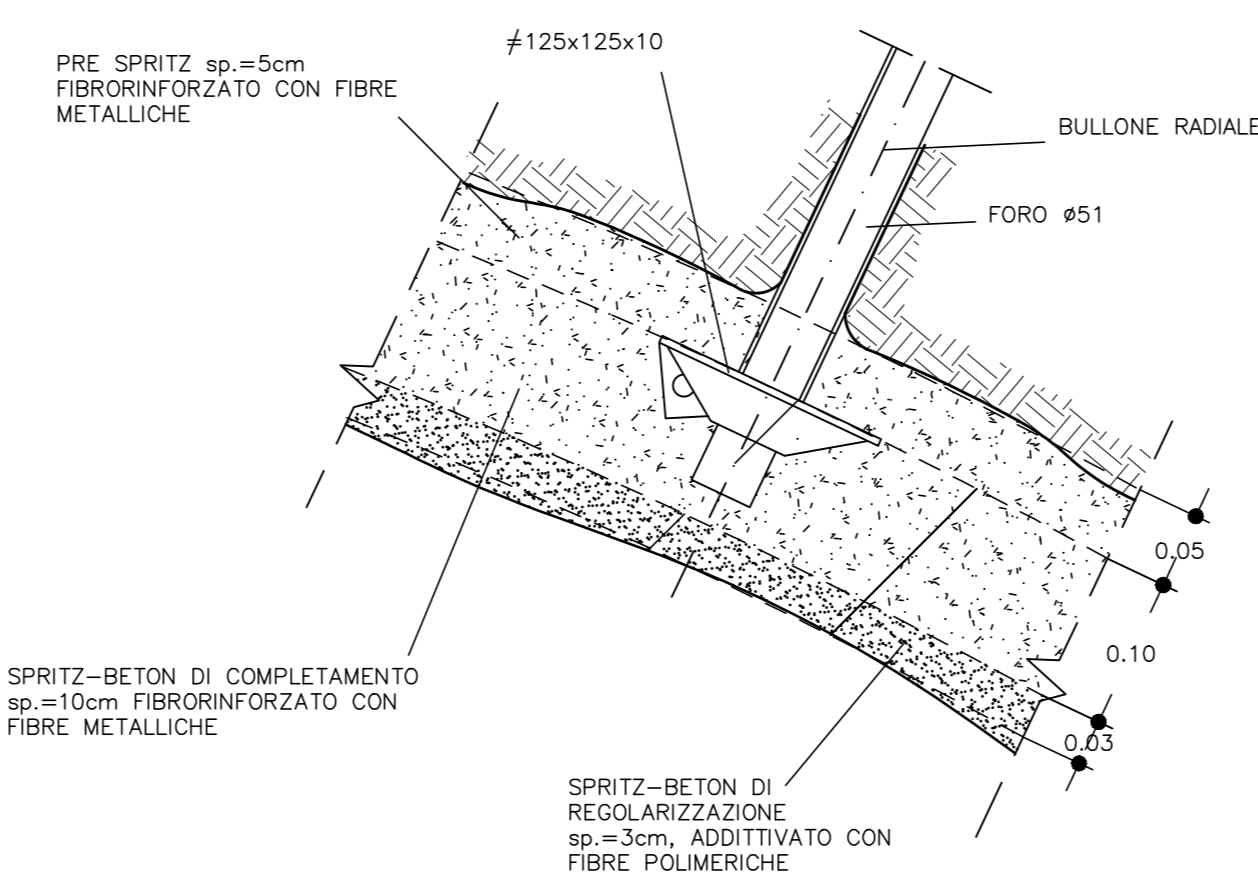 ≠125x125x10
PRE SPRITZ sp.=5cm
FIBRORINFORZATO CON FIBRE
METALLICHE
BULLONE RADIALE
FORO ø51
0.05
0.10
0.03
SPRITZ-BETON DI COMPLETAMENTO
sp.=10cm FIBRORINFORZATO CON
FIBRE METALLICHE
SPRITZ-BETON DI
REGOLARIZZAZIONE
sp.=3cm, ADDITTIVATO CON
FIBRE POLIMERICHE